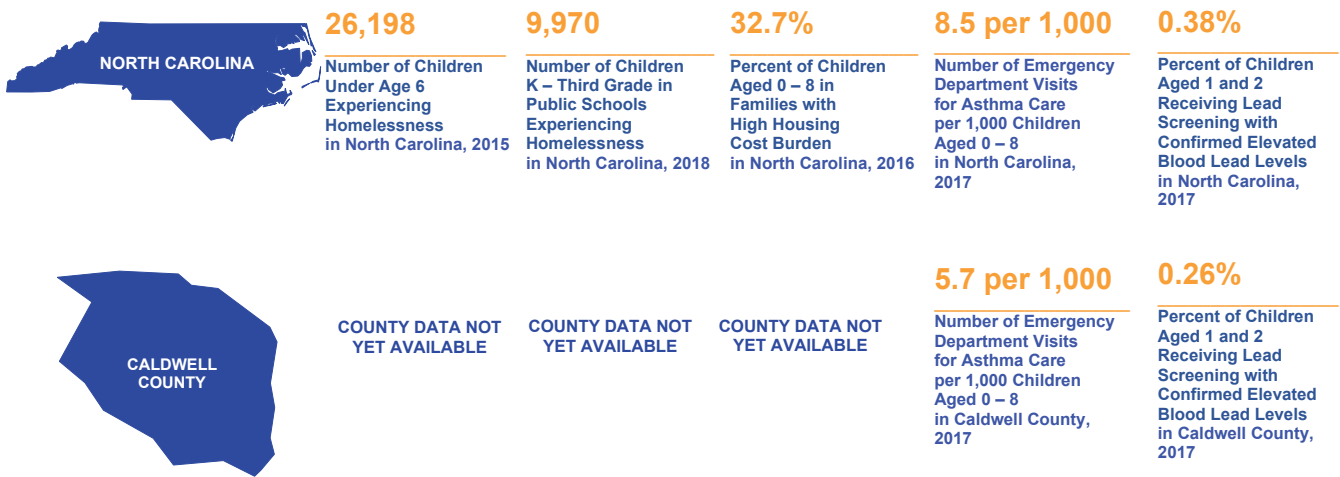 NORTH CAROLINA
26,198
Number of Children
Under Age 6
Experiencing
Homelessness
in North Carolina, 2015
9,970
Number of Children
K – Third Grade in
Public Schools
Experiencing
Homelessness
in North Carolina, 2018
32.7%
Percent of Children
Aged 0 – 8 in
Families with
High Housing
Cost Burden
in North Carolina, 2016
8.5 per 1,000
Number of Emergency
Department Visits
for Asthma Care
per 1,000 Children
Aged 0 – 8
in North Carolina,
2017
0.38%
Percent of Children
Aged 1 and 2
Receiving Lead
Screening with
Confirmed Elevated
Blood Lead Levels
in North Carolina,
2017
CALDWELL
COUNTY
COUNTY DATA NOT
YET AVAILABLE
COUNTY DATA NOT
YET AVAILABLE
COUNTY DATA NOT
YET AVAILABLE
5.7 per 1,000
Number of Emergency
Department Visits
for Asthma Care
per 1,000 Children
Aged 0 – 8
in Caldwell County,
2017
0.26%
Percent of Children
Aged 1 and 2
Receiving Lead
Screening with
Confirmed Elevated
Blood Lead Levels
in Caldwell County,
2017